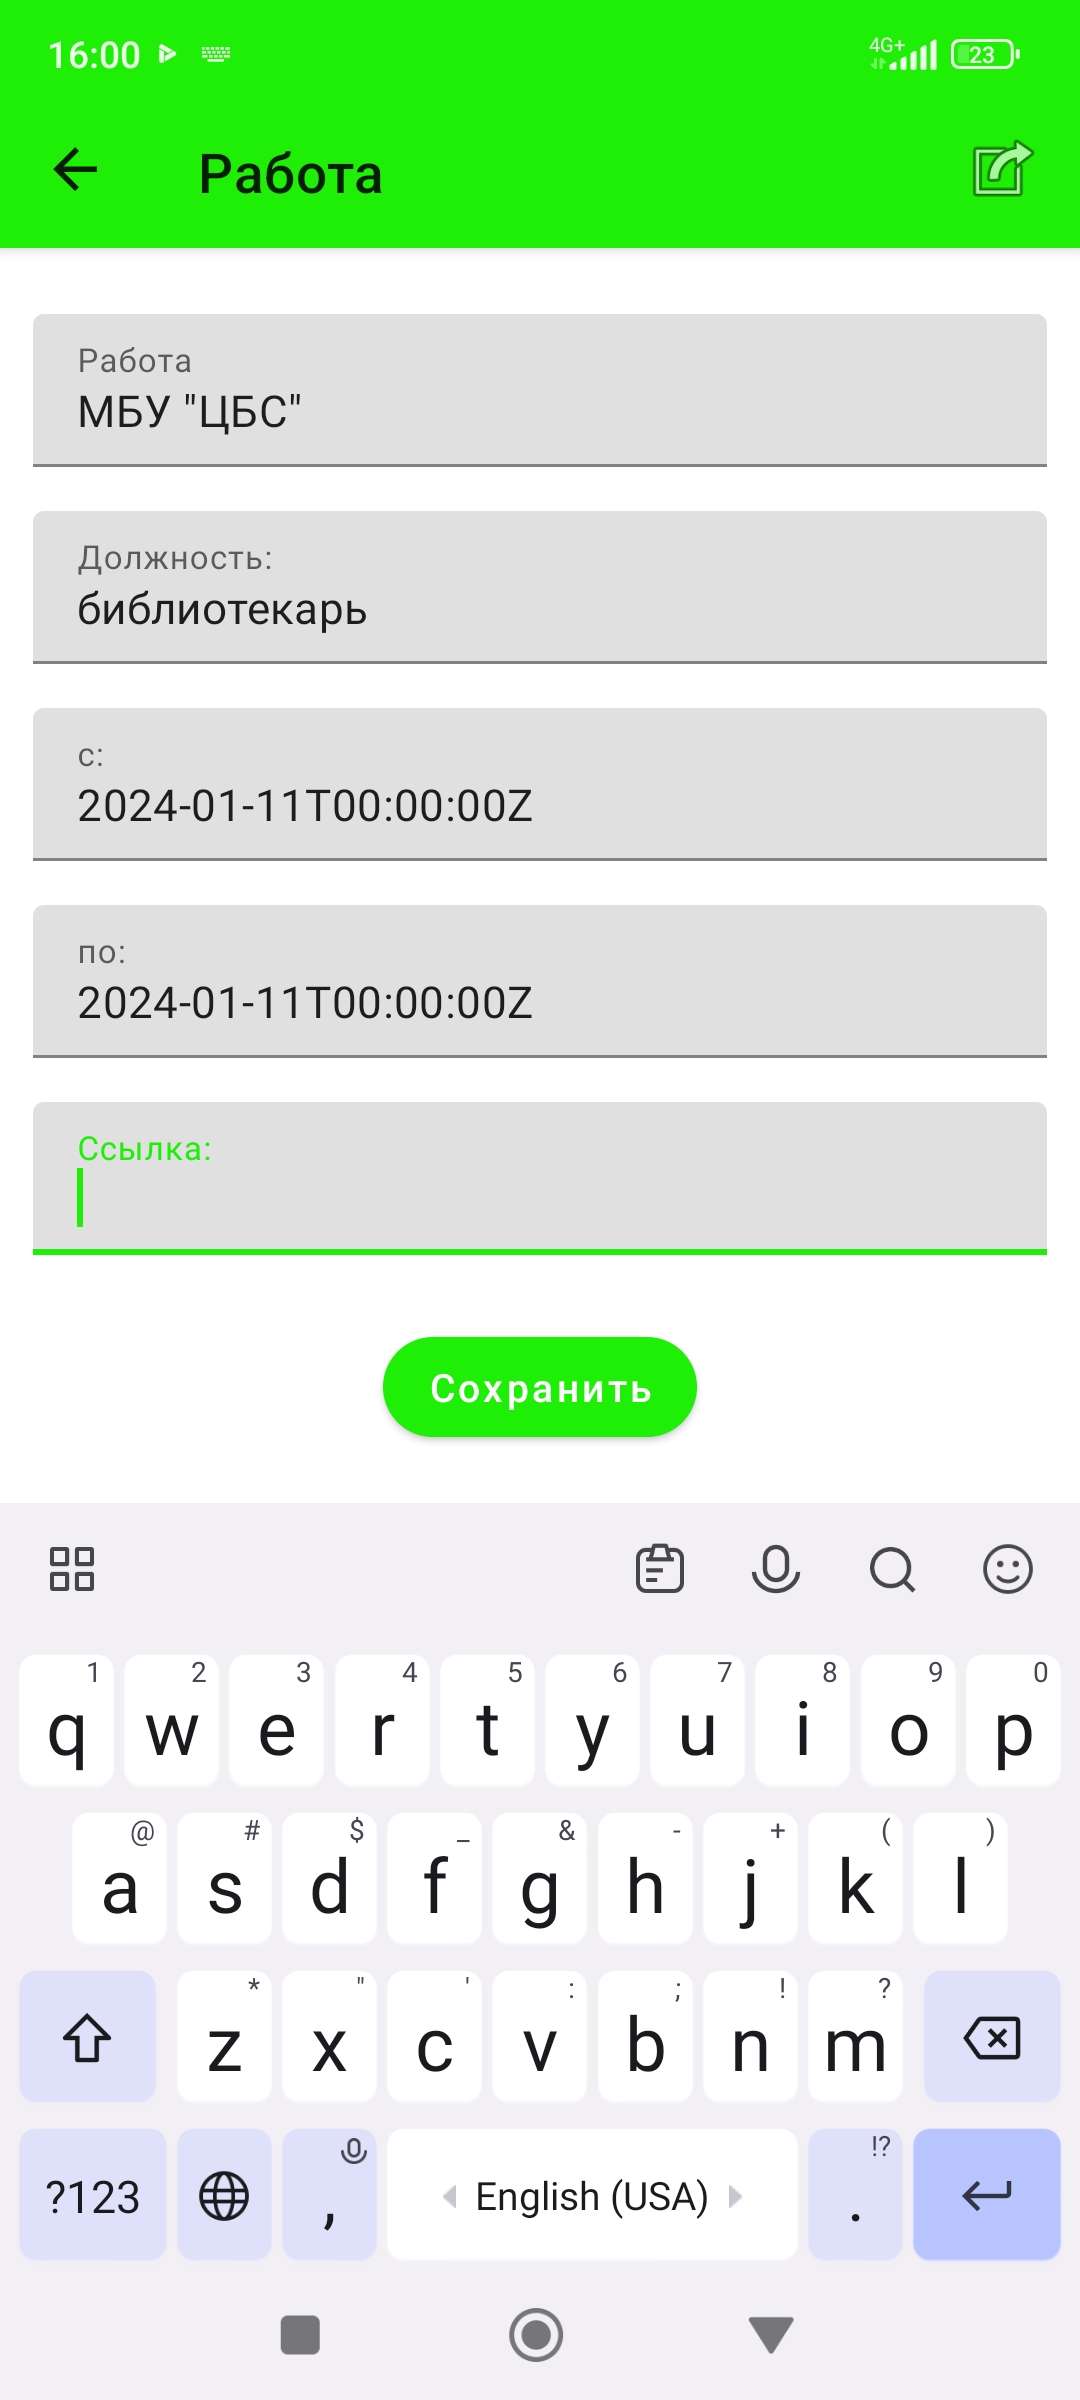 16:00 4G+ 23
Работа
Работа
МБУ "ЦБС"
Должность:
библиотекарь
с:
2024-01-11T00:00:00Z
по:
2024-01-11T00:00:00Z
Ссылка:
Сохранить
1 2 3 4 5 6 7 8 9 0
q w e r t y u i o p
@ # $ _ & - + ( )
a s d f g h j k l
* " ' : ; ! ?
z x c v b n m
!?
?123 , English (USA) .